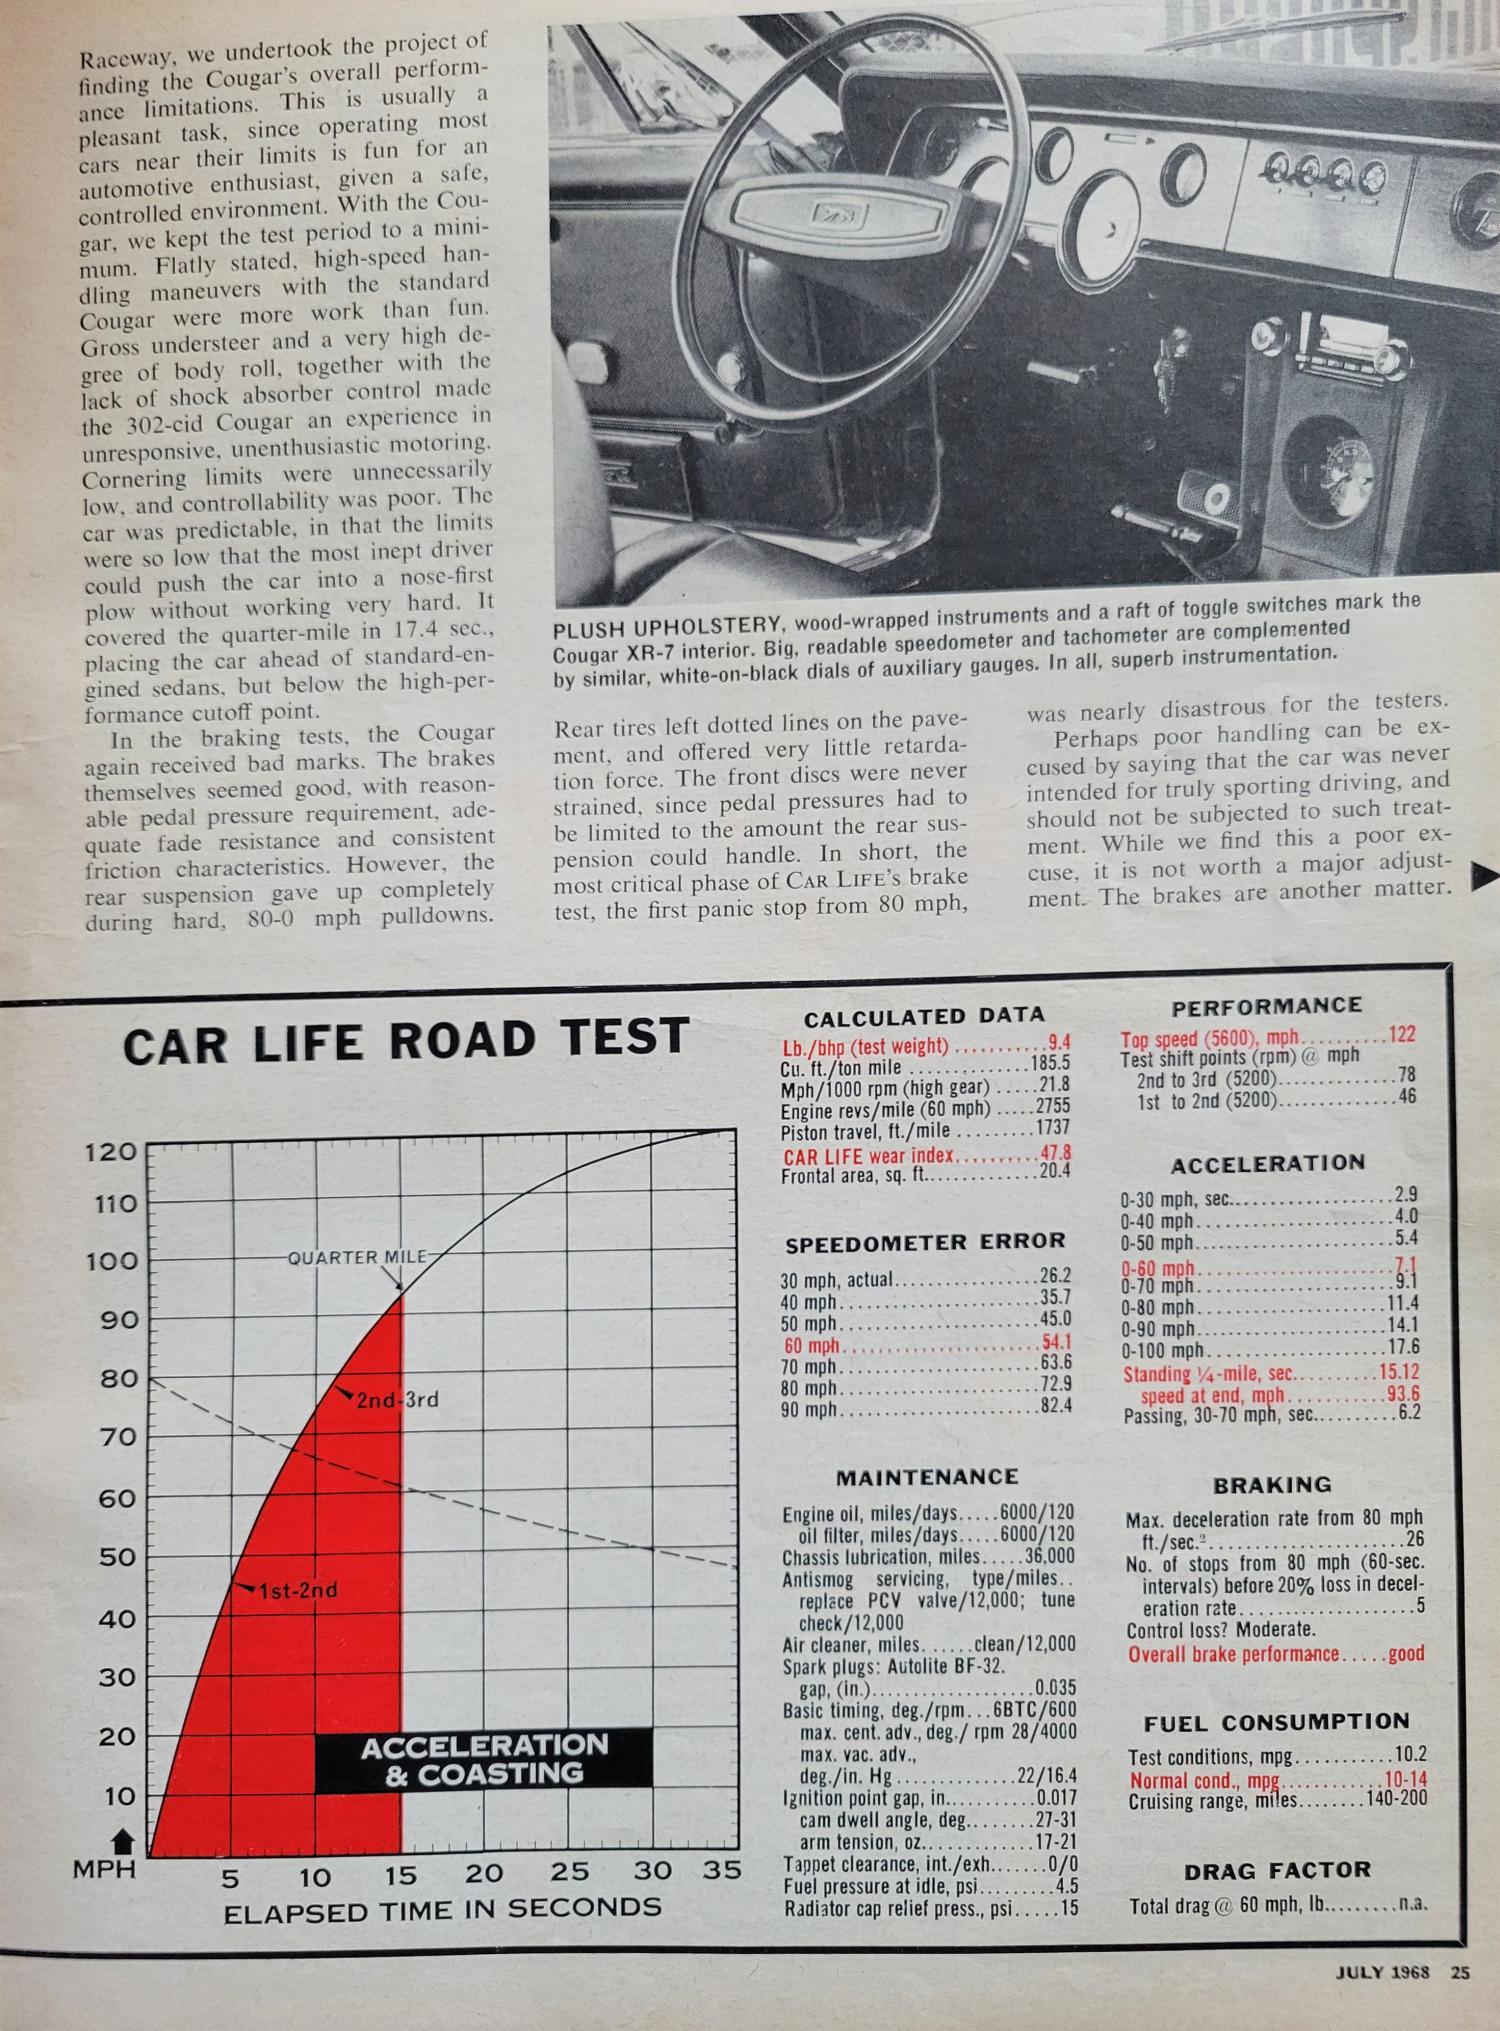 Raceway, we undertook the project of
finding the Cougar's overall perform-
ance limitations. This is usually a
pleasant task, since operating most
cars near their limits is fun for an
automotive enthusiast, given a safe,
controlled environment. With the Cou-
gar, we kept the test period to a mini-
mum. Flatly stated, high-speed han-
dling maneuvers with the standard
Cougar were more work than fun.
Gross understeer and a very high de-
gree of body roll, together with the
lack of shock absorber control made
the 302-cid Cougar an experience in
unresponsive, unenthusiastic motoring.
Cornering limits were unnecessarily
low, and controllability was poor. The
car was predictable, in that the limits
were so low that the most inept driver
could push the car into a nose-first
plow without working very hard. It
covered the quarter-mile in 17.4 sec.,
placing the car ahead of standard-en-
gined sedans, but below the high-per-
formance cutoff point.
In the braking tests, the Cougar
again received bad marks. The brakes
themselves seemed good, with reason-
able pedal pressure requirement, ade-
quate fade resistance and consistent
friction characteristics. However, the
rear suspension gave up completely
during hard, 80-0 mph pulldowns.
PLUSH UPHOLSTERY, wood-wrapped instruments and a raft of toggle switches mark the
Cougar XR-7 interior. Big, readable speedometer and tachometer are complemented
by similar, white-on-black dials of auxiliary gauges. In all, superb instrumentation.
Rear tires left dotted lines on the pave-
ment, and offered very little retarda-
tion force. The front discs were never
strained, since pedal pressures had to
be limited to the amount the rear sus-
pension could handle. In short, the
most critical phase of CAR LIFE's brake
test, the first panic stop from 80 mph,
was nearly disastrous for the testers.
Perhaps poor handling can be ex-
cused by saying that the car was never
intended for truly sporting driving, and
should not be subjected to such treat-
ment. While we find this a poor ex-
cuse, it is not worth a major adjust-
ment. The brakes are another matter.
CAR LIFE ROAD TEST
120
110
100
90
80
70
60
50
40
30
20
10
MPH
QUARTER MILE
2nd-3rd
1st-2nd
ACCELERATION
& COASTING
5 10 15 20 25 30 35
ELAPSED TIME IN SECONDS
CALCULATED DATA
Lb./bhp (test weight) ...........9.4
Cu. ft./ton mile ..............185.5
Mph/1000 rpm (high gear) .....21.8
Engine revs/mile (60 mph) .....2755
Piston travel, ft./mile .........1737
CAR LIFE wear index..........47.8
Frontal area, sq. ft..............20.4
SPEEDOMETER ERROR
30 mph, actual.................26.2
40 mph........................35.7
50 mph........................45.0
60 mph........................54.1
70 mph........................63.6
80 mph........................72.9
90 mph........................82.4
MAINTENANCE
Engine oil, miles/days.....6000/120
oil filter, miles/days.....6000/120
Chassis lubrication, miles.....36,000
Antismog servicing, type/miles..
replace PCV valve/12,000; tune
check/12,000
Air cleaner, miles......clean/12,000
Spark plugs: Autolite BF-32.
gap, (in.)...................0.035
Basic timing, deg./rpm...6BTC/600
max. cent. adv., deg./ rpm 28/4000
max. vac. adv.,
deg./in. Hg.............22/16.4
Ignition point gap, in...........0.017
cam dwell angle, deg........27-31
arm tension, oz.............17-21
Tappet clearance, int./exh.......0/0
Fuel pressure at idle, psi.........4.5
Radiator cap relief press., psi.....15
PERFORMANCE
Top speed (5600), mph..........122
Test shift points (rpm) @ mph
2nd to 3rd (5200)..............78
1st to 2nd (5200)..............46
ACCELERATION
0-30 mph, sec...................2.9
0-40 mph.......................4.0
0-50 mph.......................5.4
0-60 mph.......................7.1
0-70 mph.......................9.1
0-80 mph......................11.4
0-90 mph......................14.1
0-100 mph.....................17.6
Standing 1/4-mile, sec..........15.12
speed at end, mph............93.6
Passing, 30-70 mph, sec..........6.2
BRAKING
Max. deceleration rate from 80 mph
ft./sec.².......................26
No. of stops from 80 mph (60-sec.
intervals) before 20% loss in decel-
eration rate....................5
Control loss? Moderate.
Overall brake performance.....good
FUEL CONSUMPTION
Test conditions, mpg...........10.2
Normal cond., mpg............10-14
Cruising range, miles........140-200
DRAG FACTOR
Total drag @ 60 mph, lb.........n.a.
JULY 1968 25